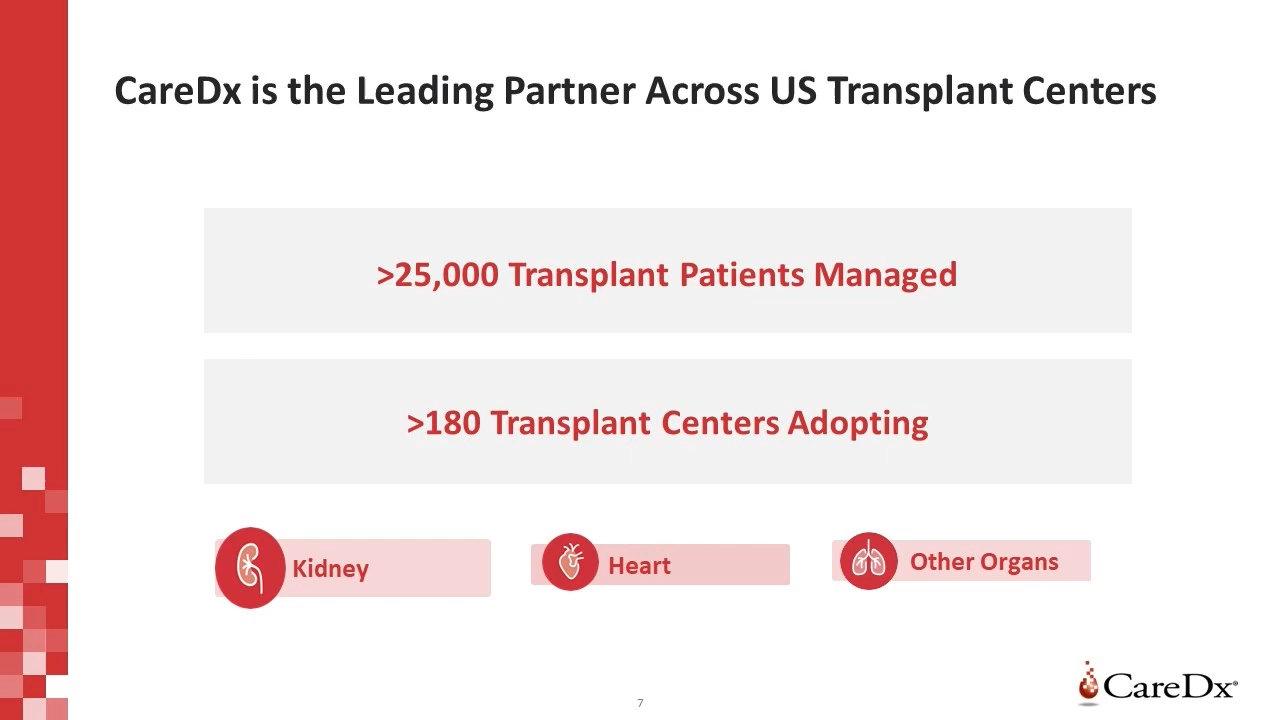 CareDx is the Leading Partner Across US Transplant Centers
>25,000 Transplant Patients Managed
>180 Transplant Centers Adopting
Kidney
Heart
Other Organs
7
CareDx®